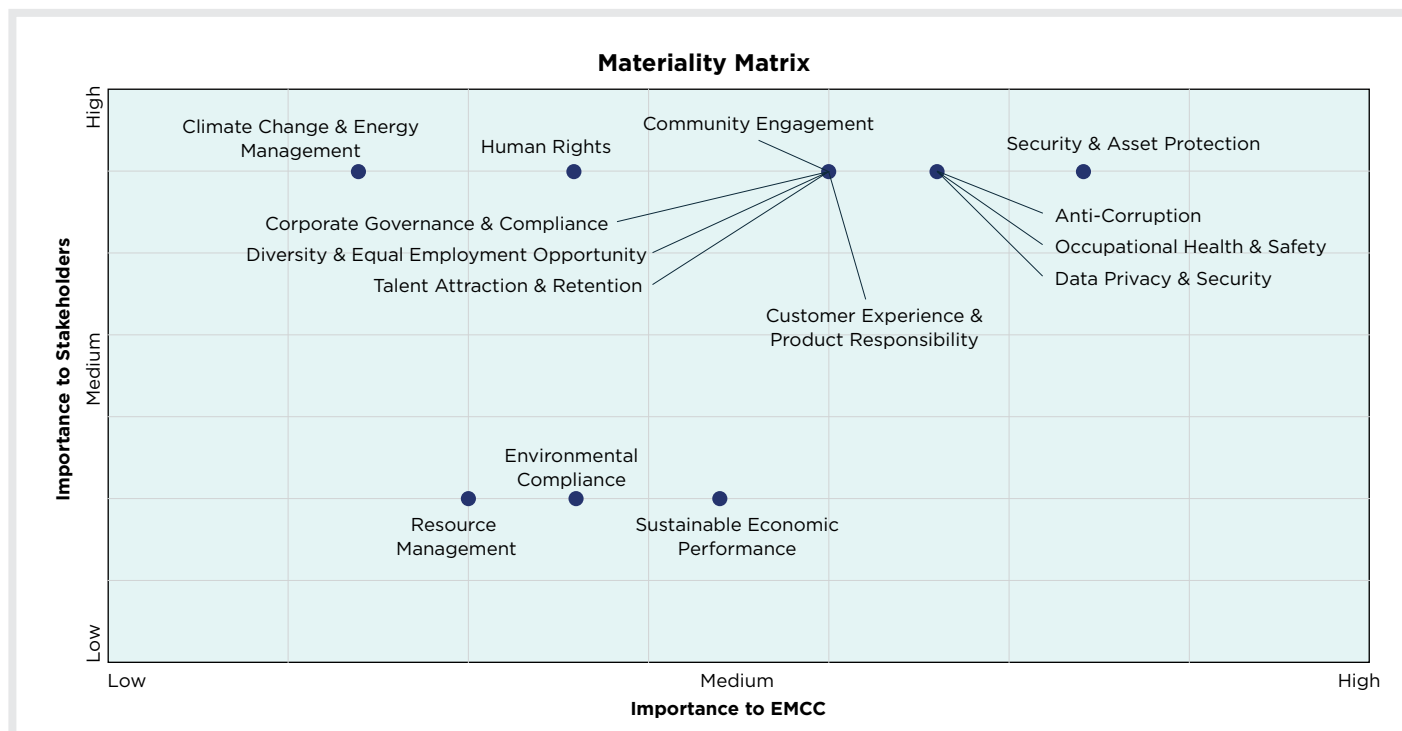 Materiality Matrix
High
Climate Change & Energy
Management
Human Rights
Community Engagement
Security & Asset Protection
Corporate Governance & Compliance
Diversity & Equal Employment Opportunity
Talent Attraction & Retention
Anti-Corruption
Occupational Health & Safety
Data Privacy & Security
Customer Experience &
Product Responsibility
Importance to Stakeholders
Medium
Environmental
Compliance
Resource
Management
Sustainable Economic
Performance
Low
Low
Medium
High
Importance to EMCC